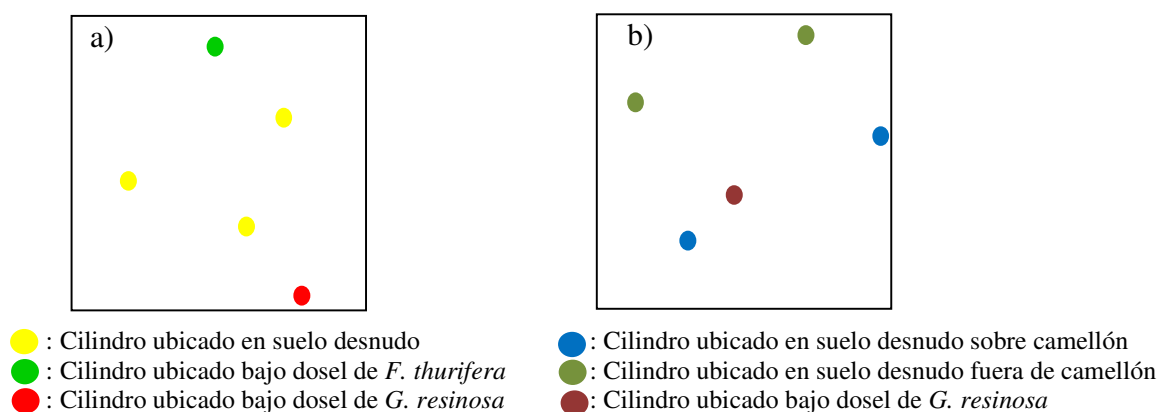 a)
b)
: Cilindro ubicado en suelo desnudo
: Cilindro ubicado bajo dosel de F. thurifera
: Cilindro ubicado bajo dosel de G. resinosa
: Cilindro ubicado en suelo desnudo sobre camellón
: Cilindro ubicado en suelo desnudo fuera de camellón
: Cilindro ubicado bajo dosel de G. resinosa